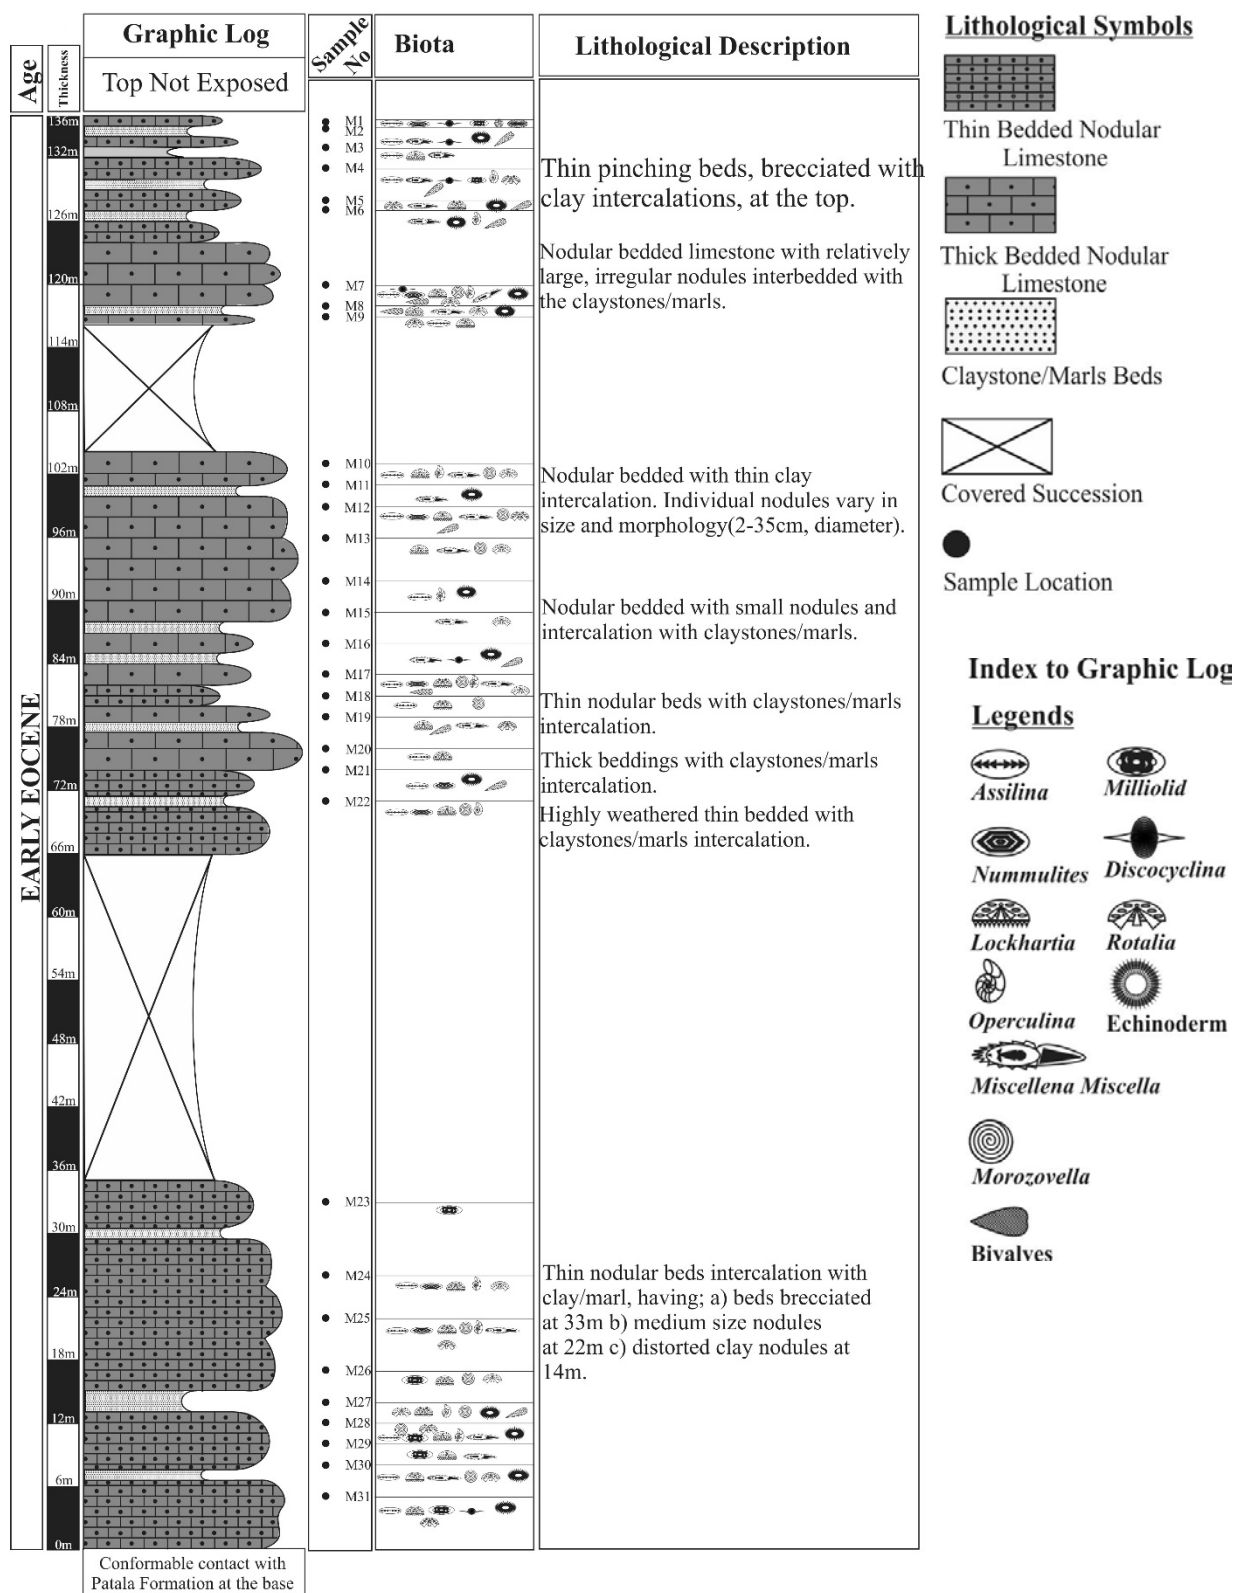 Age
Thickness
Graphic Log
Top Not Exposed
Sample
No
Biota
Lithological Description
EARLY EOCENE
136m
132m
126m
120m
114m
108m
102m
96m
90m
84m
78m
72m
66m
60m
54m
48m
42m
36m
30m
24m
18m
12m
6m
0m
M1
M2
M3
M4
M5
M6
M7
M8
M9
M10
M11
M12
M13
M14
M15
M16
M17
M18
M19
M20
M21
M22
M23
M24
M25
M26
M27
M28
M29
M30
M31
Thin pinching beds, brecciated with
clay intercalations, at the top.
Nodular bedded limestone with relatively
large, irregular nodules interbedded with
the claystones/marls.
Nodular bedded with thin clay
intercalation. Individual nodules vary in
size and morphology(2-35cm, diameter).
Nodular bedded with small nodules and
intercalation with claystones/marls.
Thin nodular beds with claystones/marls
intercalation.
Thick beddings with claystones/marls
intercalation.
Highly weathered thin bedded with
claystones/marls intercalation.
Thin nodular beds intercalation with
clay/marl, having; a) beds brecciated
at 33m b) medium size nodules
at 22m c) distorted clay nodules at
14m.
Conformable contact with
Patala Formation at the base
Lithological Symbols
Thin Bedded Nodular
Limestone
Thick Bedded Nodular
Limestone
Claystone/Marls Beds
Covered Succession
Sample Location
Index to Graphic Log
Legends
Assilina
Milliolid
Nummulites
Discocyclina
Lockhartia
Rotalia
Operculina
Echinoderm
Miscellena Miscella
Morozovella
Bivalves